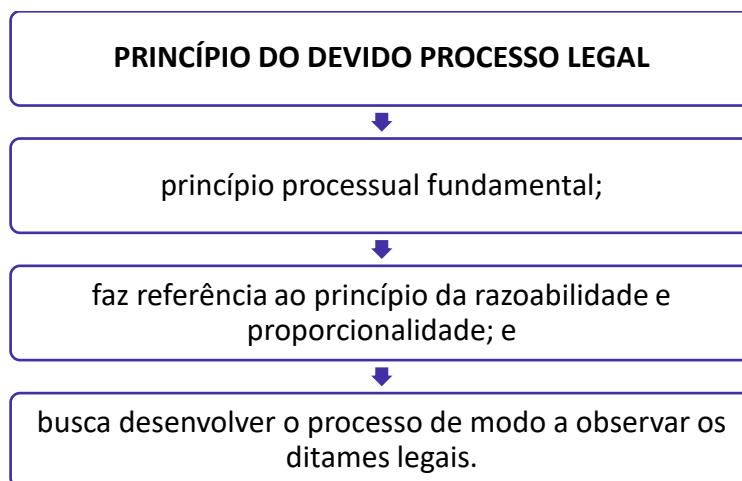 PRINCÍPIO DO DEVIDO PROCESSO LEGAL
princípio processual fundamental;
faz referência ao princípio da razoabilidade e
proporcionalidade; e
busca desenvolver o processo de modo a observar os
ditames legais.